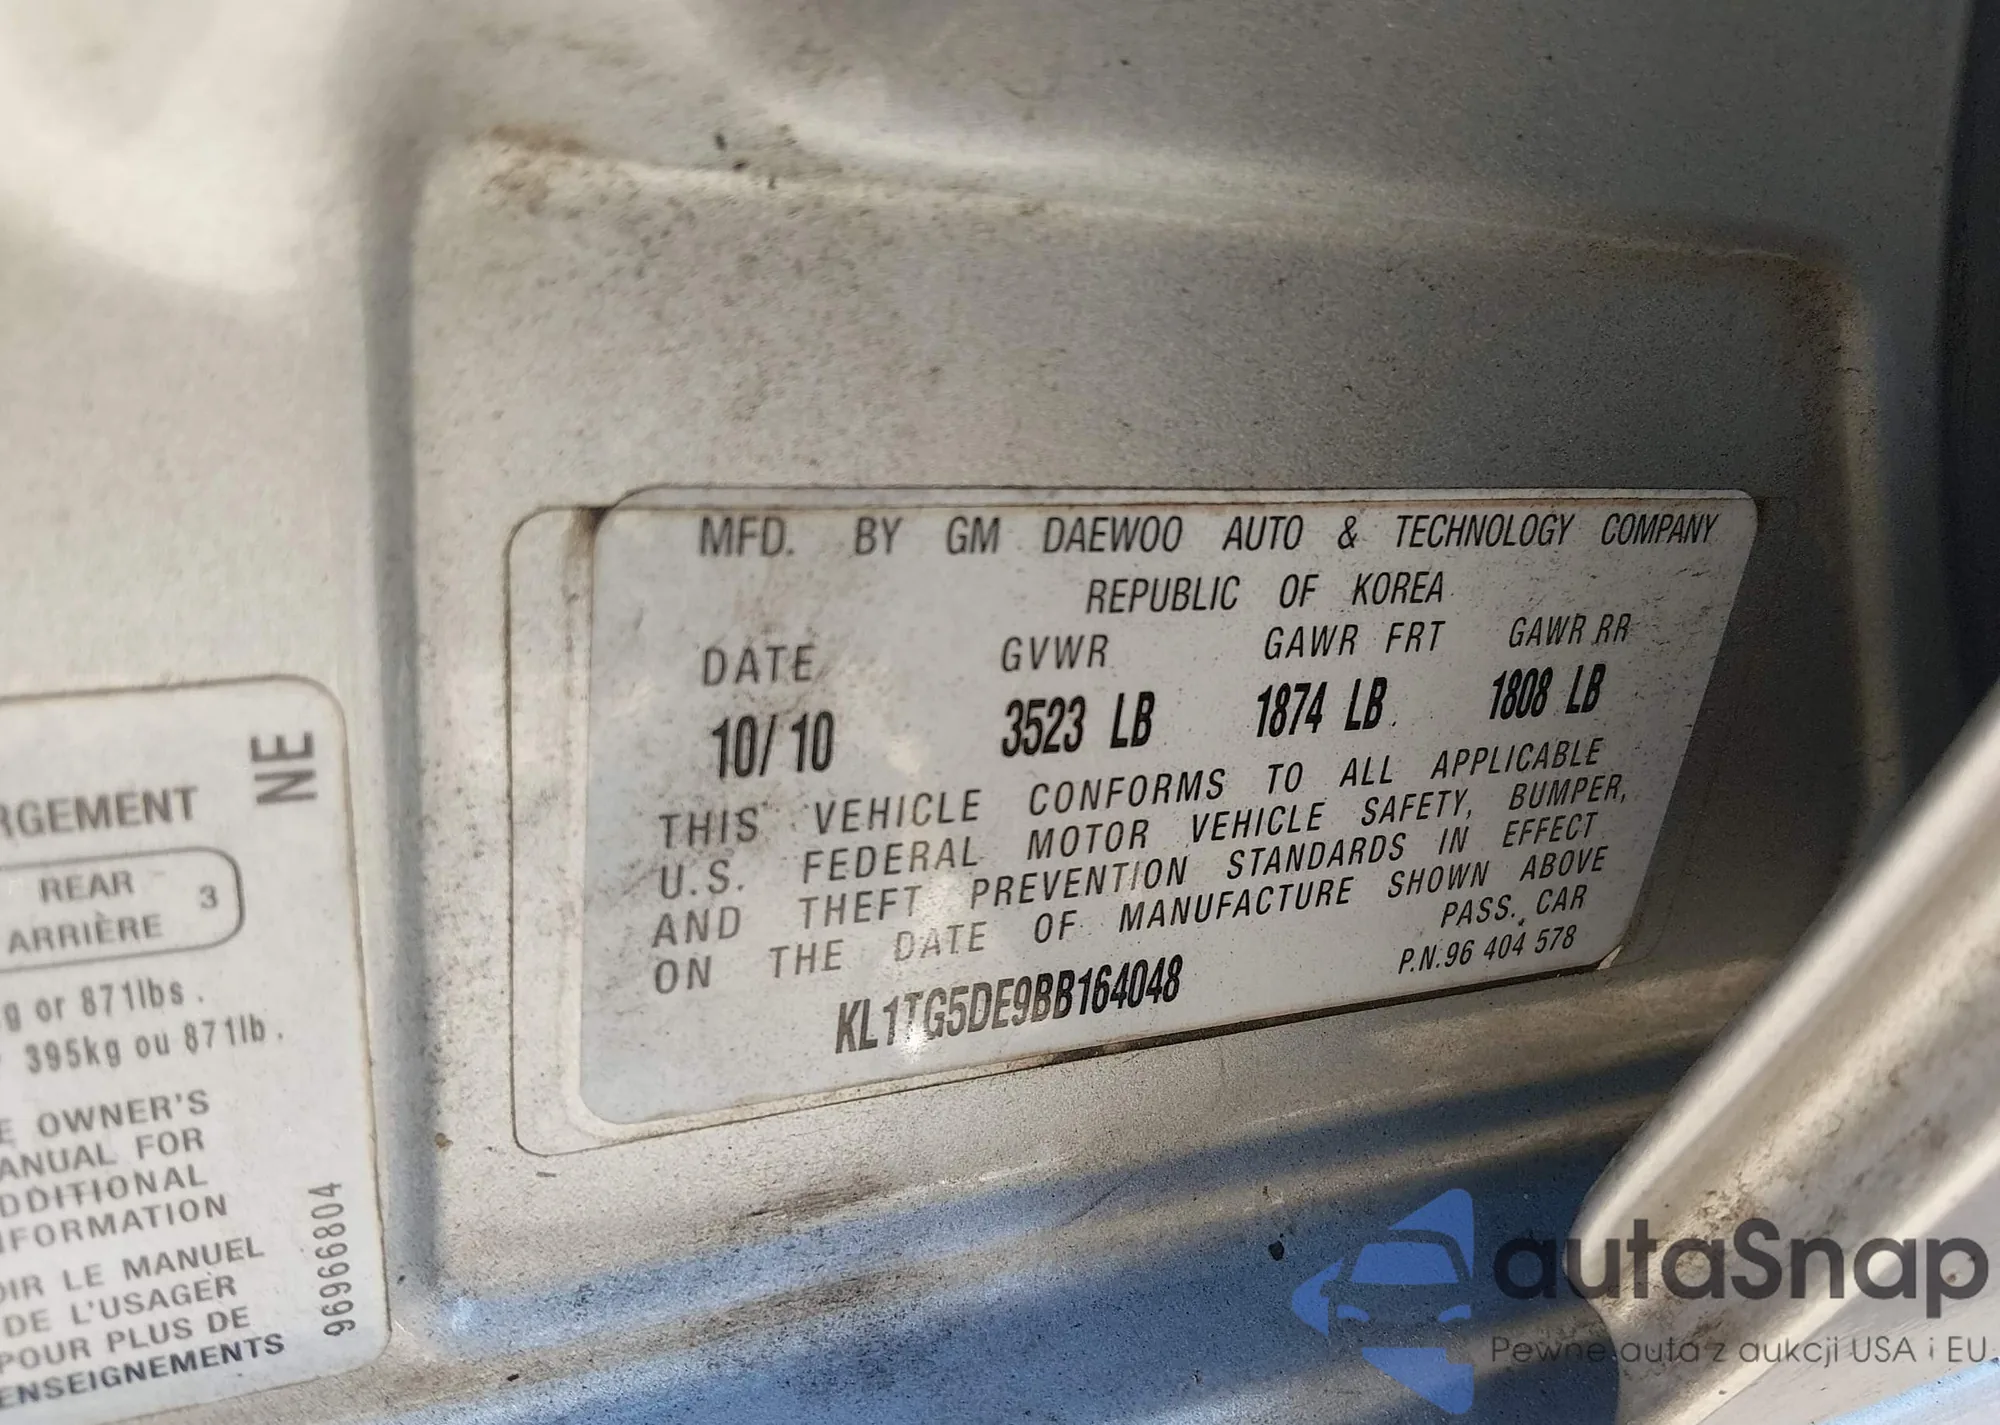 MFD. BY GM DAEWOO AUTO & TECHNOLOGY COMPANY
REPUBLIC OF KOREA
DATE GVWR GAWR FRT GAWR RR
10/10 3523 LB 1874 LB 1808 LB
THIS VEHICLE CONFORMS TO ALL APPLICABLE
U.S. FEDERAL MOTOR VEHICLE SAFETY, BUMPER,
AND THEFT PREVENTION STANDARDS IN EFFECT
ON THE DATE OF MANUFACTURE SHOWN ABOVE
PASS. CAR
KL1TG5DE9BB164048
P.N.96 404 578
NE
RGEMENT
REAR 3
ARRIÈRE
g or 871lbs.
395kg ou 871lb.
E OWNER'S
ANUAL FOR
DDITIONAL
NFORMATION
OIR LE MANUEL
DE L'USAGER
POUR PLUS DE
ENSEIGNEMENTS
96966804
autaSnap
Pewne auta z aukcji USA i EU